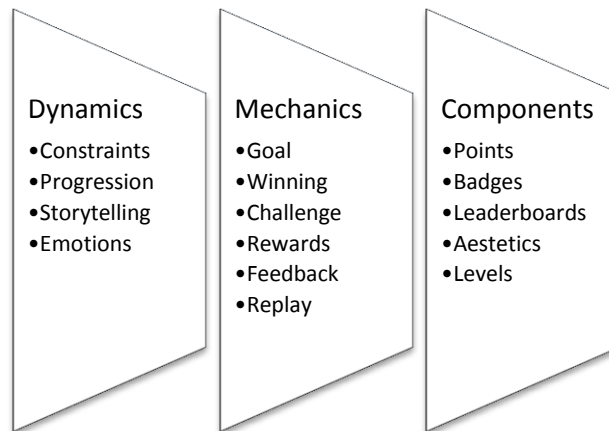 Dynamics
•Constraints
•Progression
•Storytelling
•Emotions
Mechanics
•Goal
•Winning
•Challenge
•Rewards
•Feedback
•Replay
Components
•Points
•Badges
•Leaderboards
•Aestetics
•Levels